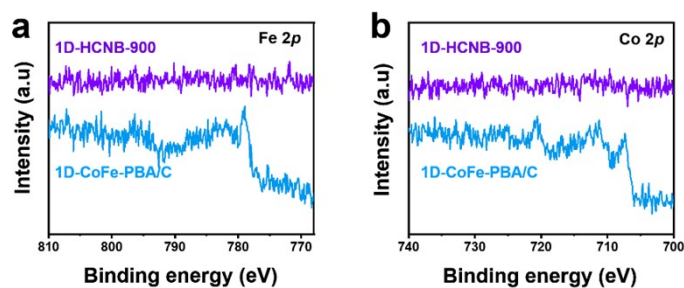 a
Fe 2p
1D-HCNB-900
1D-CoFe-PBA/C
Intensity (a.u)
810 800 790 780 770
Binding energy (eV)
b
Co 2p
1D-HCNB-900
1D-CoFe-PBA/C
Intensity (a.u)
740 730 720 710 700
Binding energy (eV)